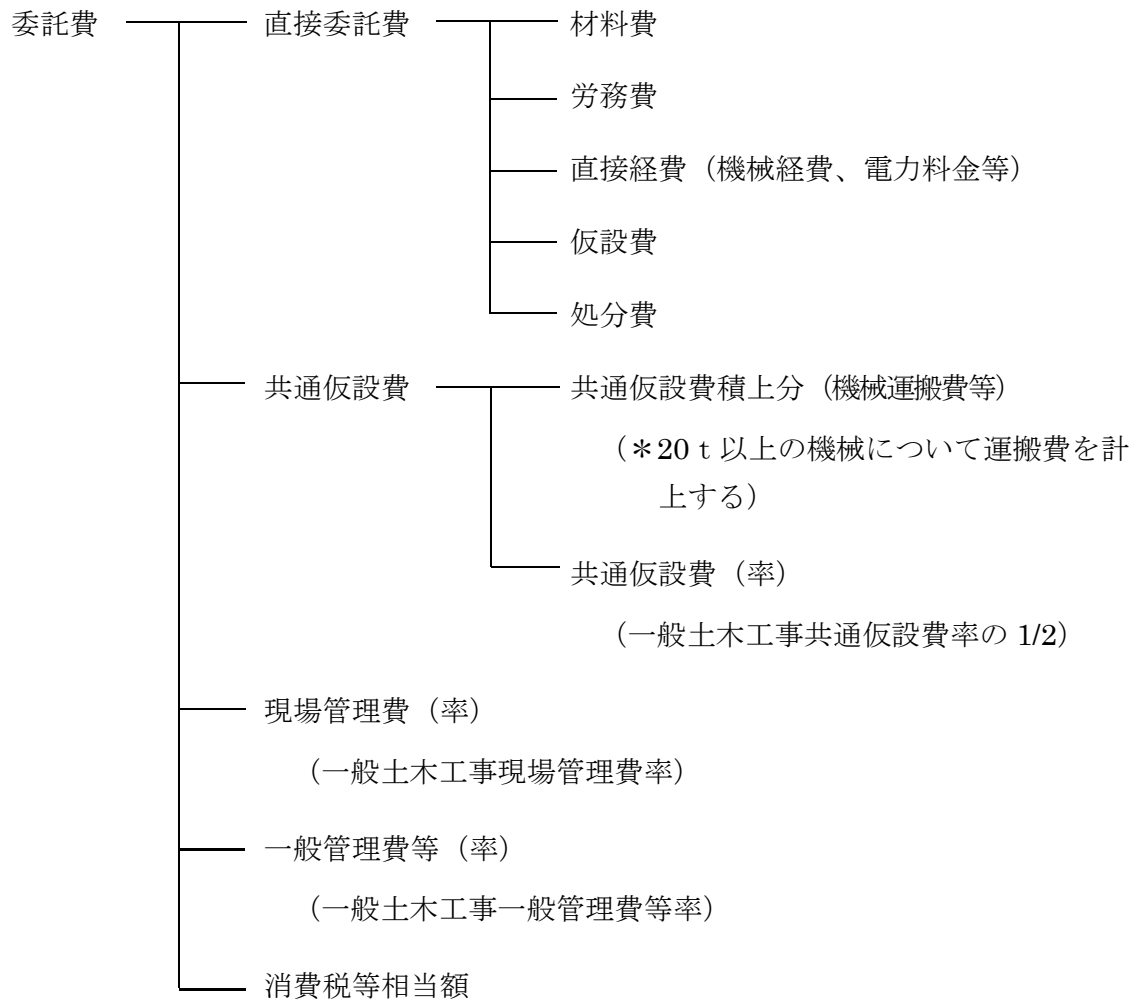 委託費 直接委託費 材料費
労務費
直接経費（機械経費、電力料金等）
仮設費
処分費
共通仮設費 共通仮設費積上分（機械運搬費等）
（＊20ｔ以上の機械について運搬費を計
上する）
共通仮設費（率）
（一般土木工事共通仮設費率の 1/2）
現場管理費（率）
（一般土木工事現場管理費率）
一般管理費等（率）
（一般土木工事一般管理費等率）
消費税等相当額